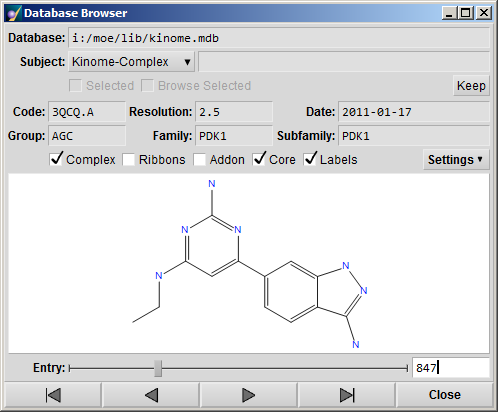 Database Browser
Database: i:/moe/lib/kinome.mdb
Subject: Kinome-Complex
Selected Browse Selected Keep
Code: 3QCQ.A Resolution: 2.5 Date: 2011-01-17
Group: AGC Family: PDK1 Subfamily: PDK1
Complex Ribbons Addon Core Labels Settings
N
N N
N N
N
N
Entry: 847
Close